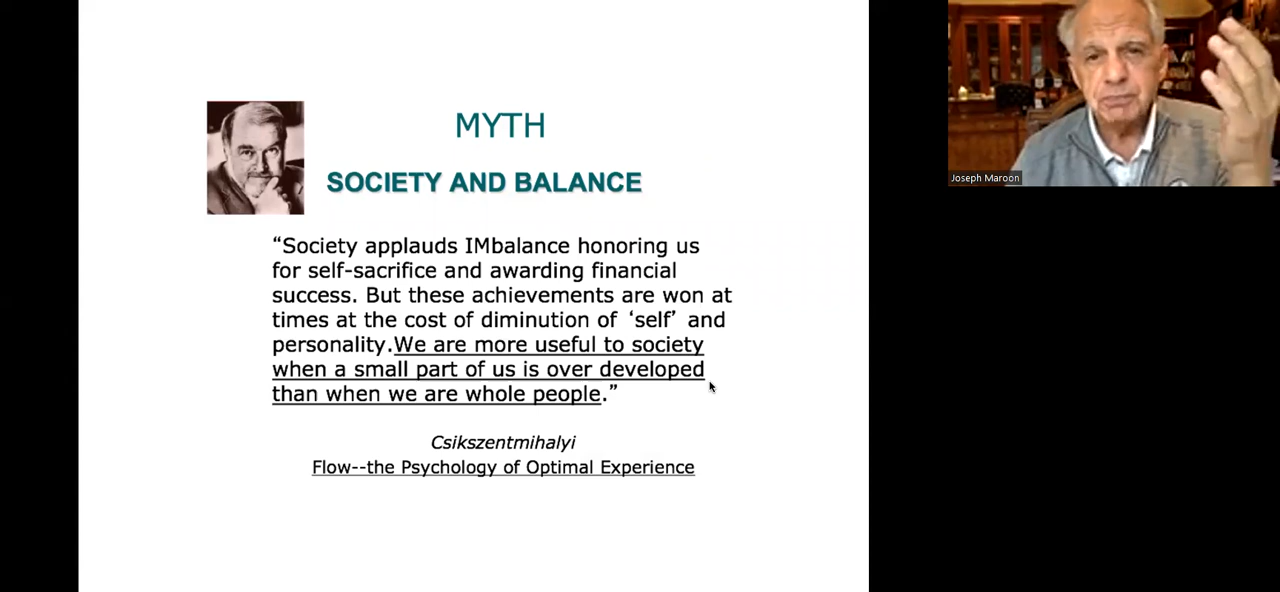 MYTH
SOCIETY AND BALANCE
“Society applauds IMbalance honoring us
for self-sacrifice and awarding financial
success. But these achievements are won at
times at the cost of diminution of ‘self’ and
personality.We are more useful to society
when a small part of us is over developed
than when we are whole people.”
Csikszentmihalyi
Flow--the Psychology of Optimal Experience
Joseph Maroon